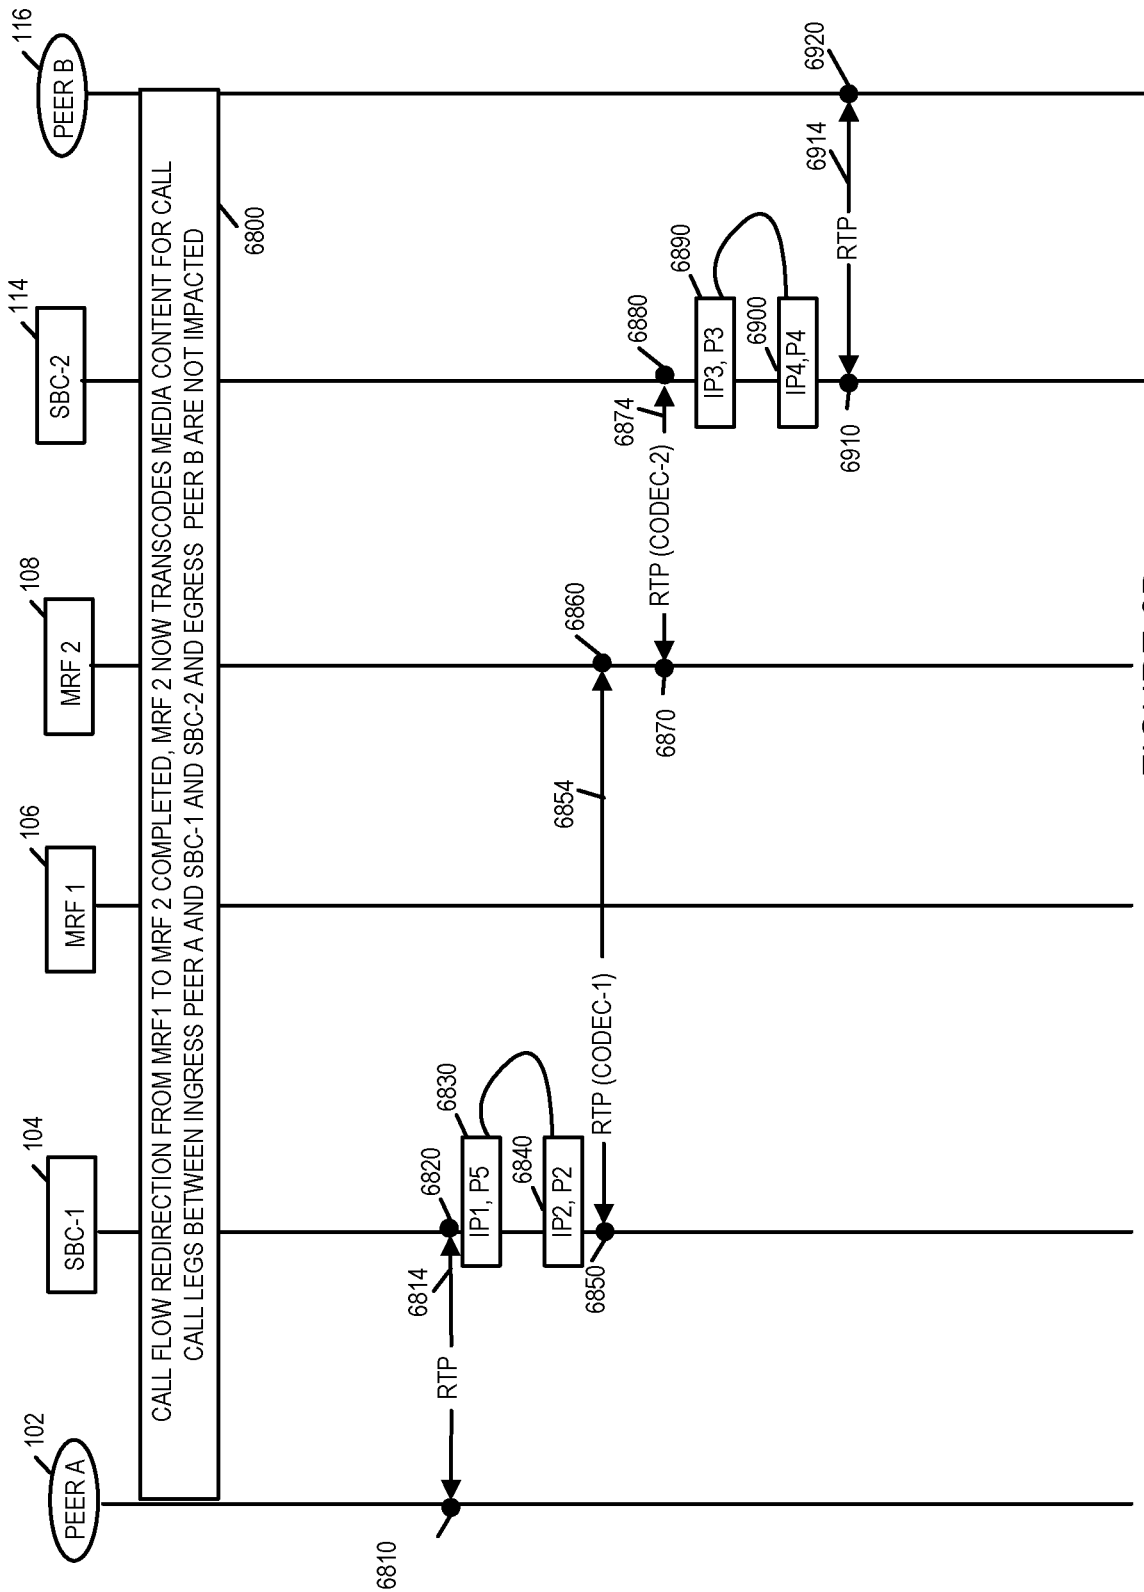 102
104
106
108
114
116
PEER A
SBC-1
MRF 1
MRF 2
SBC-2
PEER B
CALL FLOW REDIRECTION FROM MRF1 TO MRF 2 COMPLETED, MRF 2 NOW TRANSCODES MEDIA CONTENT FOR CALL
CALL LEGS BETWEEN INGRESS PEER A AND SBC-1 AND SBC-2 AND EGRESS PEER B ARE NOT IMPACTED
6800
6810
RTP
6814
6820
IP1, P5
6830
6840
IP2, P2
6850
RTP (CODEC-1)
6854
6860
6870
RTP (CODEC-2)
6874
6880
IP3, P3
6890
6900
IP4,P4
6910
RTP
6914
6920